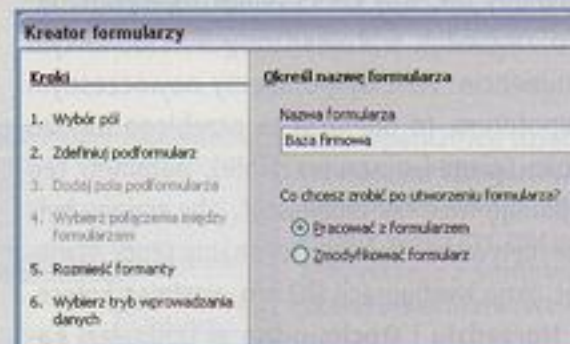 Kreator formularzy
Kroki
1. Wybór pól
2. Zdefiniuj podformularz
3. Dodaj pola podformularza
4. Wybierz połączenia między
formularzem
5. Rozmieść formanty
6. Wybierz tryb wprowadzania
danych
Określ nazwę formularza
Nazwa formularza
Baza firmowa
Co chcesz zrobić po utworzeniu formularza?
Pracować z formularzem
Zmodyfikować formularz